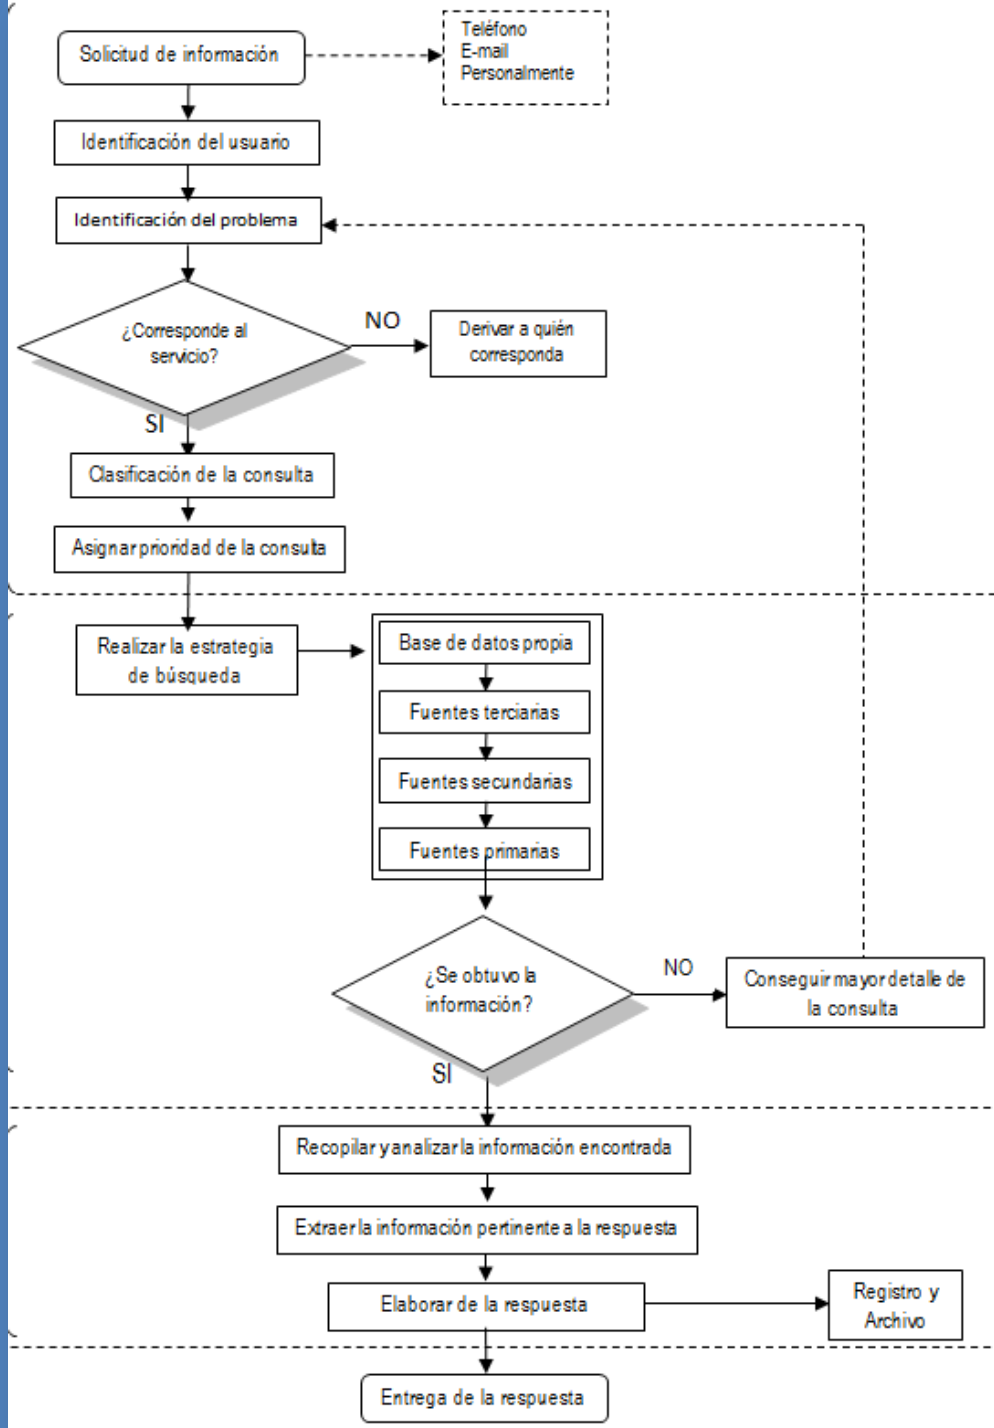 Solicitud de información
Teléfono
E-mail
Personalmente
Identificación del usuario
Identificación del problema
¿Corresponde al
servicio?
NO
Derivar a quién
corresponda
SI
Clasificación de la consulta
Asignar prioridad de la consulta
Realizar la estrategia
de búsqueda
Base de datos propia
Fuentes terciarias
Fuentes secundarias
Fuentes primarias
¿Se obtuvo la
información?
NO
Conseguir mayor detalle de
la consulta
SI
Recopilar y analizar la información encontrada
Extraer la información pertinente a la respuesta
Elaborar de la respuesta
Registro y
Archivo
Entrega de la respuesta